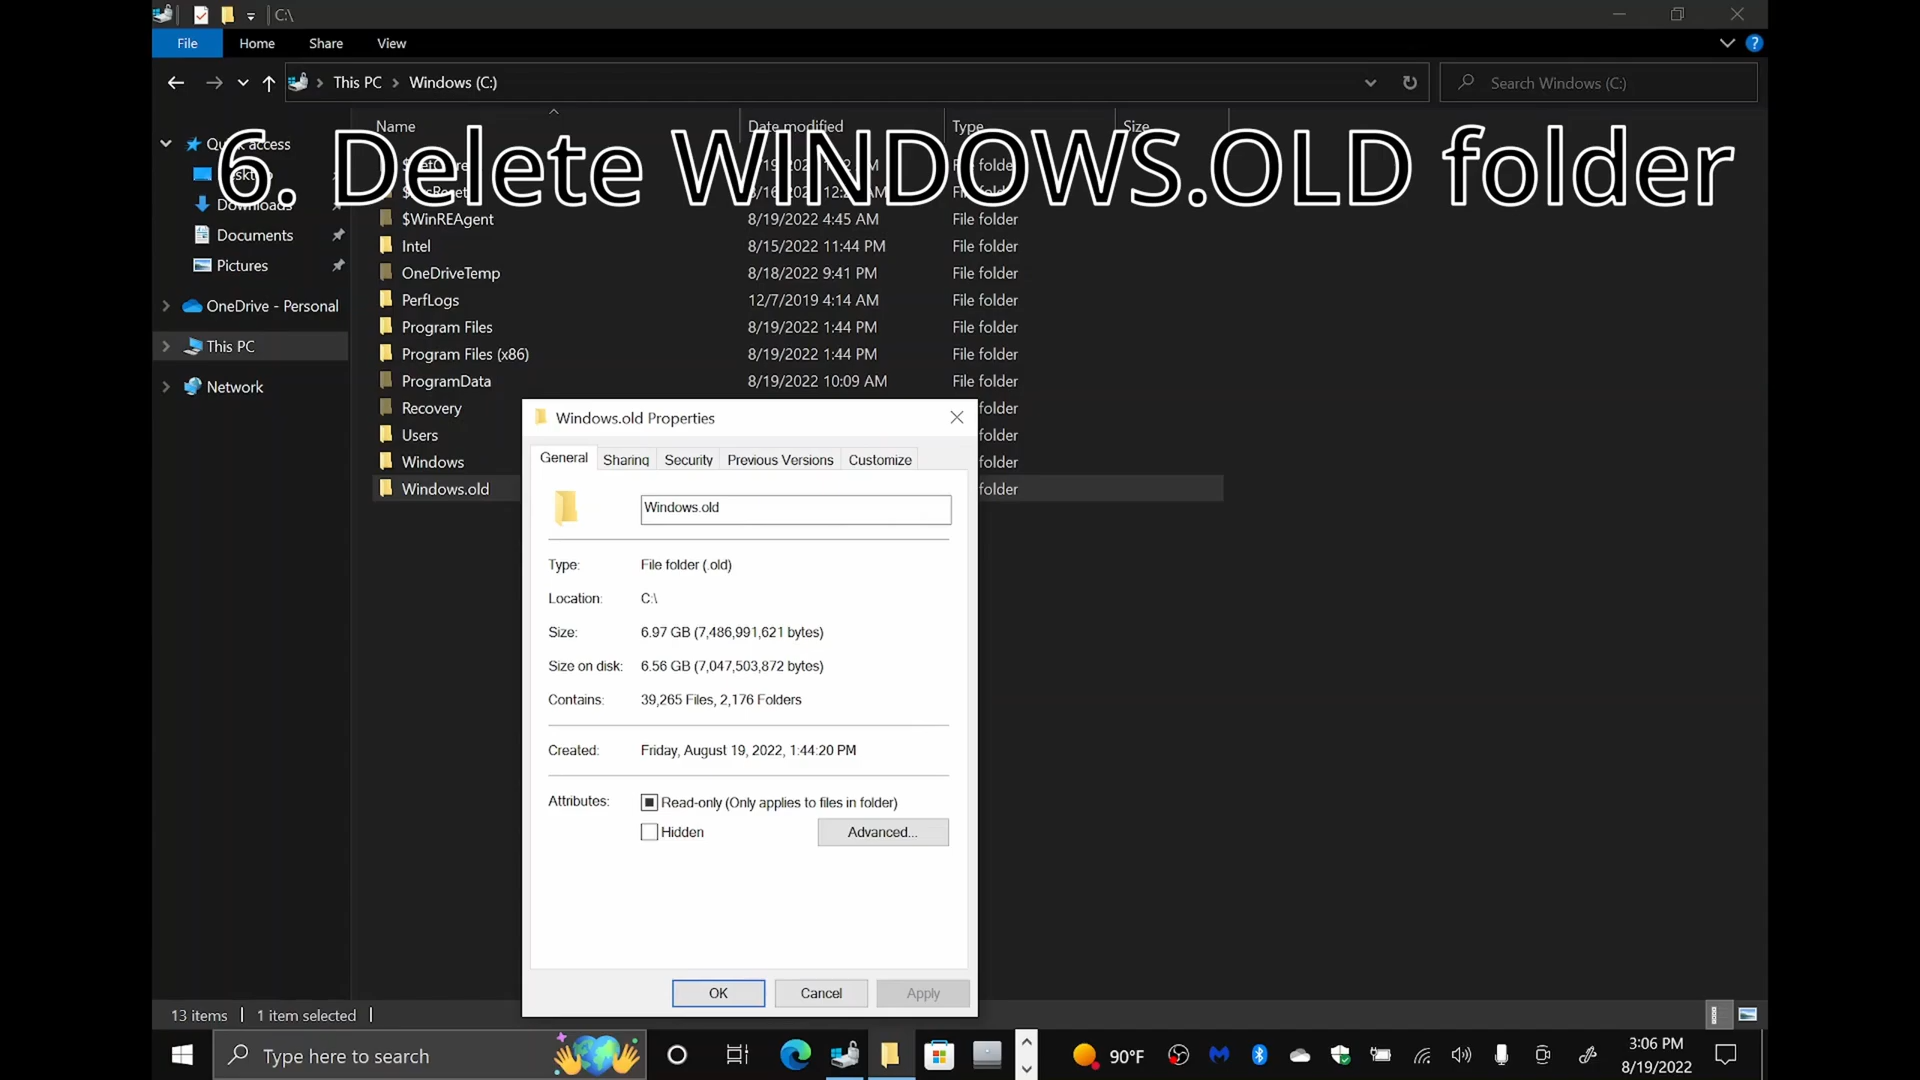 C:\
File Home Share View
This PC > Windows (C:)
Search Windows (C:)
Name Date modified Type Size
6. Delete WINDOWS.OLD folder
Quick access
Downloads
Documents
Pictures
OneDrive - Personal
This PC
Network
File folder
File folder
$WinREAgent 8/19/2022 4:45 AM File folder
Intel 8/15/2022 11:44 PM File folder
OneDriveTemp 8/18/2022 9:41 PM File folder
PerfLogs 12/7/2019 4:14 AM File folder
Program Files 8/19/2022 1:44 PM File folder
Program Files (x86) 8/19/2022 1:44 PM File folder
ProgramData 8/19/2022 10:09 AM File folder
Recovery folder
Users folder
Windows folder
Windows.old folder
Windows.old Properties
General Sharing Security Previous Versions Customize
Windows.old
Type: File folder (.old)
Location: C:\
Size: 6.97 GB (7,486,991,621 bytes)
Size on disk: 6.56 GB (7,047,503,872 bytes)
Contains: 39,265 Files, 2,176 Folders
Created: Friday, August 19, 2022, 1:44:20 PM
Attributes: Read-only (Only applies to files in folder)
Hidden Advanced...
OK Cancel Apply
13 items 1 item selected
Type here to search
90°F
3:06 PM
8/19/2022